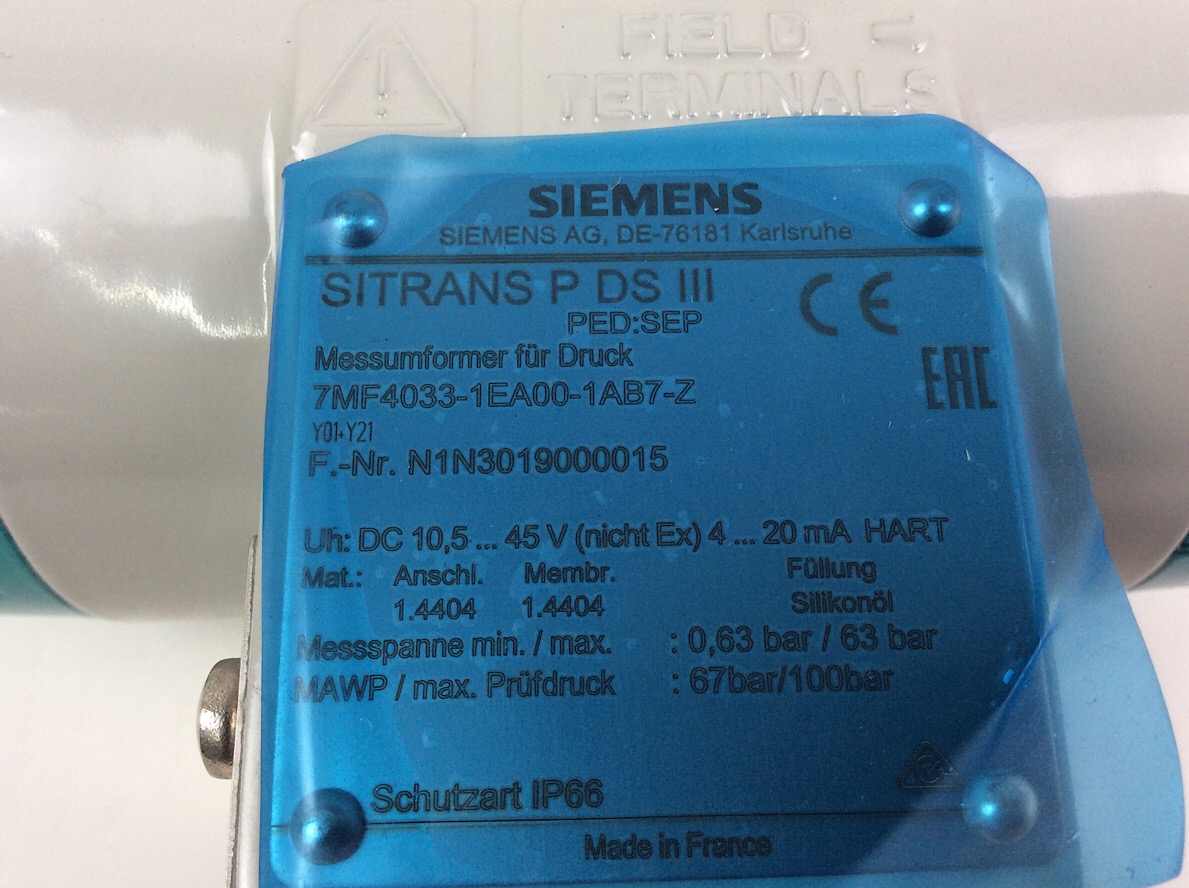 FIELD
TERMINALS
SIEMENS
SIEMENS AG, DE-76181 Karlsruhe
SITRANS P DS III
CE
PED:SEP
Messumformer für Druck
EAC
7MF4033-1EA00-1AB7-Z
Y01+Y21
F.-Nr. N1N3019000015
Uh: DC 10,5 ... 45 V (nicht Ex) 4 ... 20 mA HART
Mat.: Anschl. Membr. Füllung
1.4404 1.4404 Silikonöl
Messspanne min. / max. : 0,63 bar / 63 bar
MAWP / max. Prüfdruck : 67bar/100bar
Schutzart IP66
Made in France